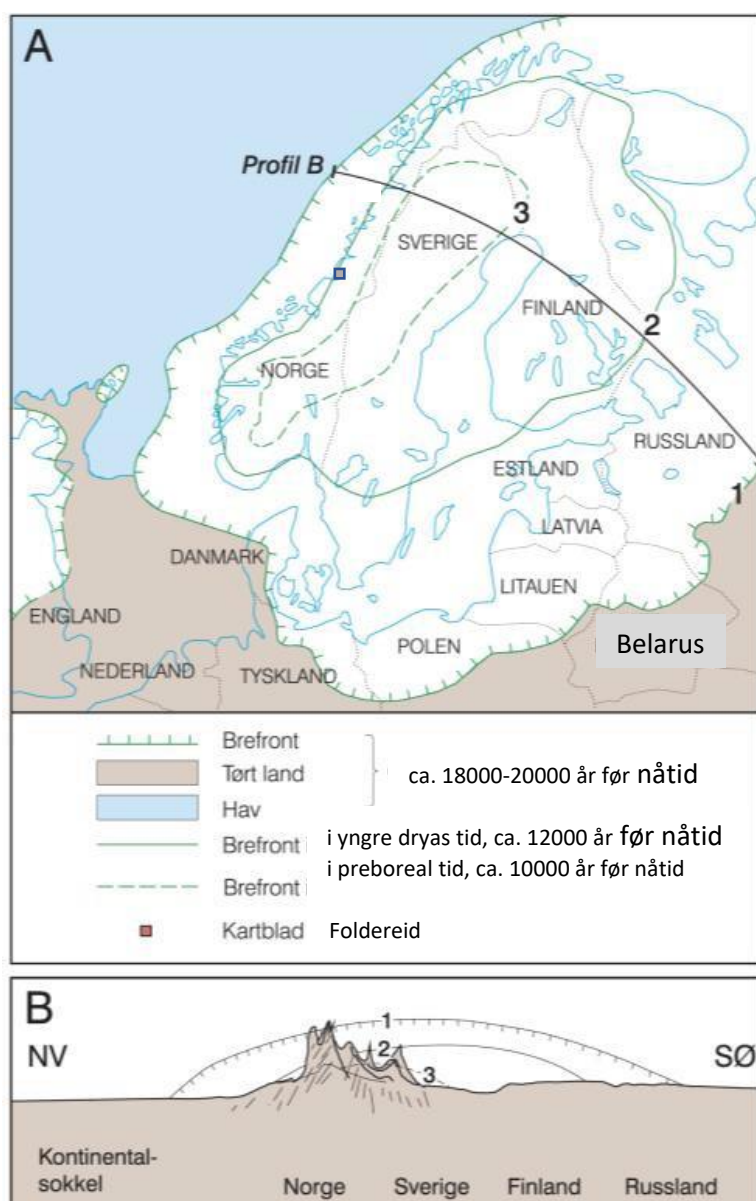 A
Profil B
3
SVERIGE
FINLAND
2
NORGE
RUSSLAND
ESTLAND
1
LATVIA
DANMARK
LITAUEN
ENGLAND
POLEN
Belarus
NEDERLAND
TYSKLAND
Brefront
Tørt land
ca. 18000-20000 år før nåtid
Hav
Brefront i yngre dryas tid, ca. 12000 år før nåtid
Brefront i preboreal tid, ca. 10000 år før nåtid
Kartblad Foldereid
B
1
NV
2
SØ
3
Kontinental-
sokkel
Norge Sverige Finland Russland